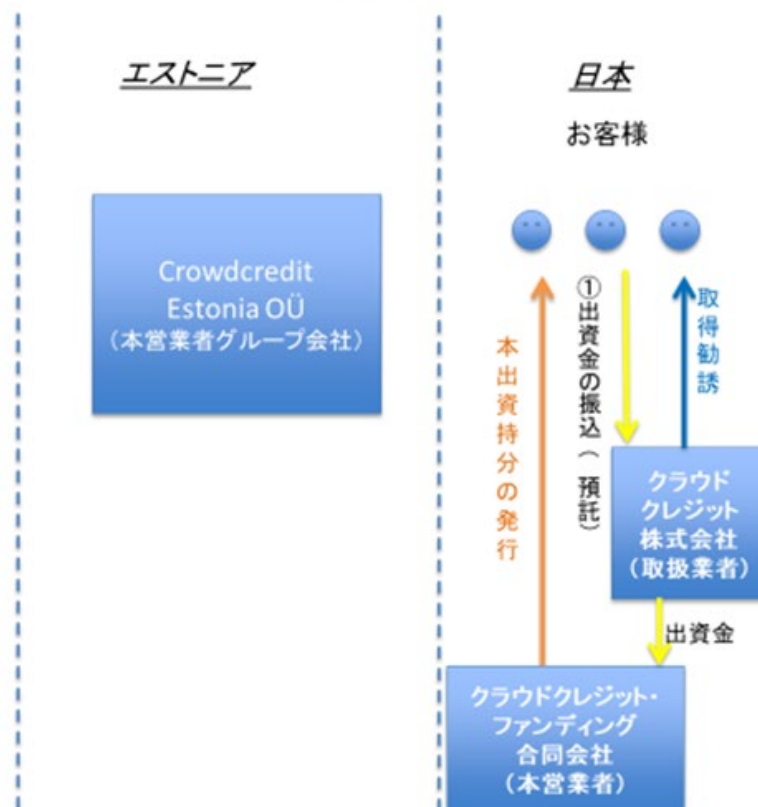 エストニア
日本
お客様
Crowdcredit
Estonia OÜ
（本営業者グループ会社）
本出資持分の発行
①出資金の振込（預託）
取得勧誘
クラウド
クレジット
株式会社
（取扱業者）
出資金
クラウドクレジット・
ファンディング
合同会社
（本営業者）